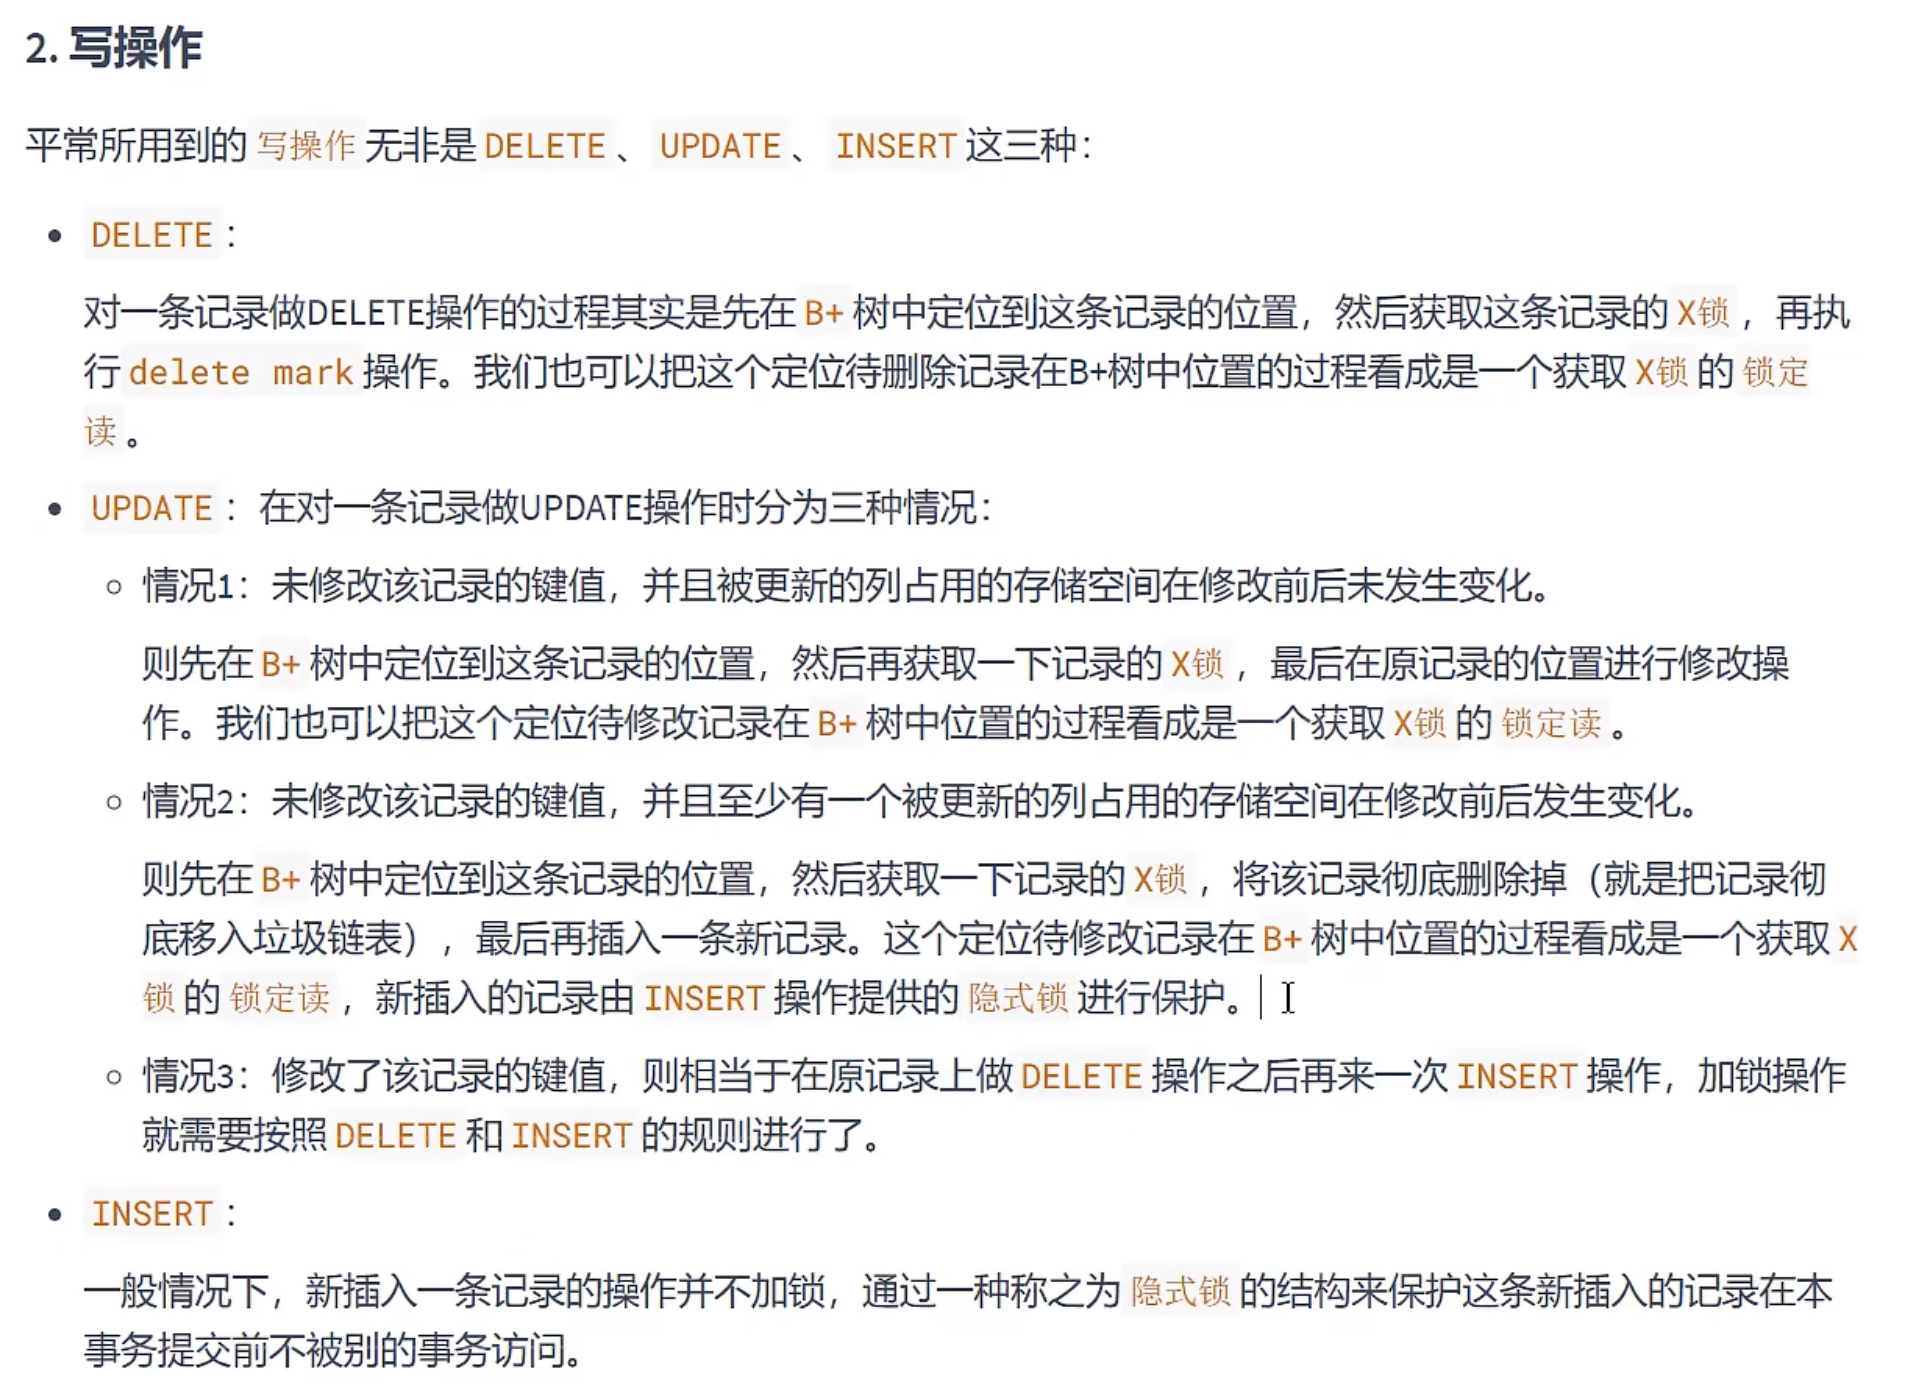 2. 写操作
平常所用到的 写操作 无非是 DELETE 、 UPDATE 、 INSERT 这三种：
• DELETE ：
对一条记录做DELETE操作的过程其实是先在 B+ 树中定位到这条记录的位置，然后获取这条记录的 X锁 ，再执
行 delete mark 操作。我们也可以把这个定位待删除记录在B+树中位置的过程看成是一个获取 X锁 的 锁定
读 。
• UPDATE ：在对一条记录做UPDATE操作时分为三种情况：
◦ 情况1：未修改该记录的键值，并且被更新的列占用的存储空间在修改前后未发生变化。
则先在 B+ 树中定位到这条记录的位置，然后再获取一下记录的 X锁 ，最后在原记录的位置进行修改操
作。我们也可以把这个定位待修改记录在 B+ 树中位置的过程看成是一个获取 X锁 的 锁定读 。
◦ 情况2：未修改该记录的键值，并且至少有一个被更新的列占用的存储空间在修改前后发生变化。
则先在 B+ 树中定位到这条记录的位置，然后获取一下记录的 X锁 ，将该记录彻底删除掉（就是把记录彻
底移入垃圾链表），最后再插入一条新记录。这个定位待修改记录在 B+ 树中位置的过程看成是一个获取 X
锁 的 锁定读 ，新插入的记录由 INSERT 操作提供的 隐式锁 进行保护。
◦ 情况3：修改了该记录的键值，则相当于在原记录上做 DELETE 操作之后再来一次 INSERT 操作，加锁操作
就需要按照 DELETE 和 INSERT 的规则进行了。
• INSERT ：
一般情况下，新插入一条记录的操作并不加锁，通过一种称之为 隐式锁 的结构来保护这条新插入的记录在本
事务提交前不被别的事务访问。